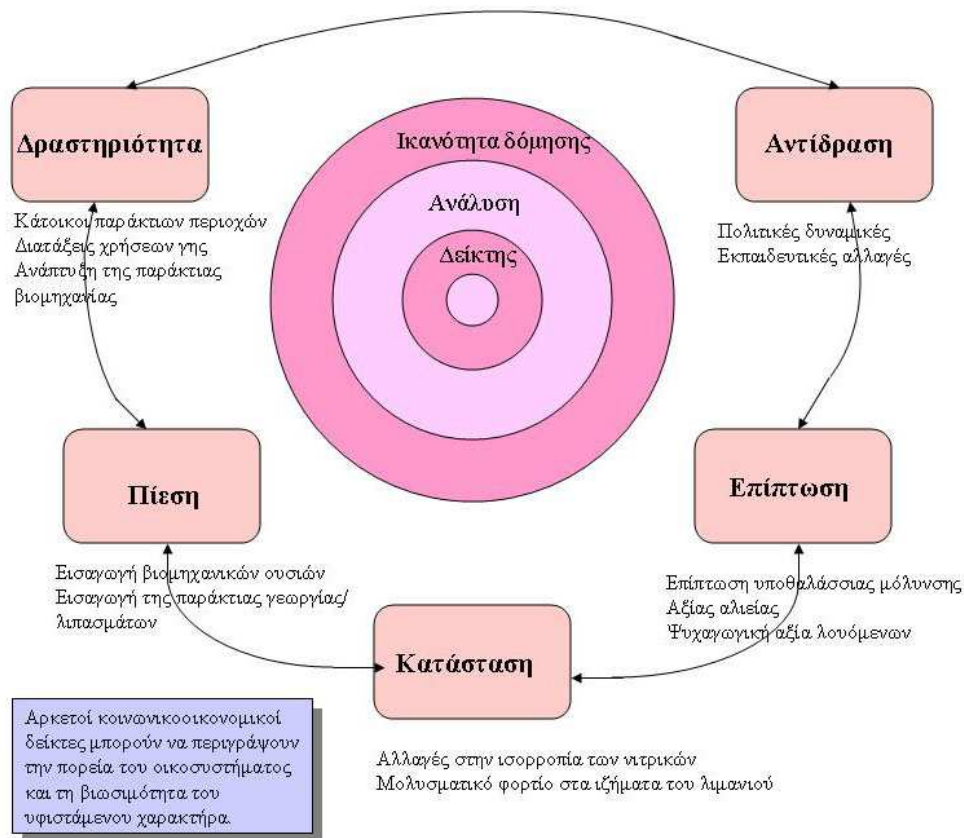 Δραστηριότητα
Κάτοικοι παράκτιων περιοχών
Διατάξεις χρήσεων γης
Ανάπτυξη της παράκτιας
βιομηχανίας
Ικανότητα δόμησης
Ανάλυση
Δείκτης
Αντίδραση
Πολιτικές δυναμικές
Εκπαιδευτικές αλλαγές
Πίεση
Εισαγωγή βιομηχανικών ουσιών
Εισαγωγή της παράκτιας γεωργίας/
λιπασμάτων
Επίπτωση
Επίπτωση υποθαλάσσιας μόλυνσης
Αξίας αλιείας
Ψυχαγωγική αξία λουόμενων
Κατάσταση
Αλλαγές στην ισορροπία των νιτρικών
Μολυσματικό φορτίο στα ιζήματα του λιμανιού
Αρκετοί κοινωνικοοικονομικοί
δείκτες μπορούν να περιγράψουν
την πορεία του οικοσυστήματος
και τη βιωσιμότητα του
υφιστάμενου χαρακτήρα.